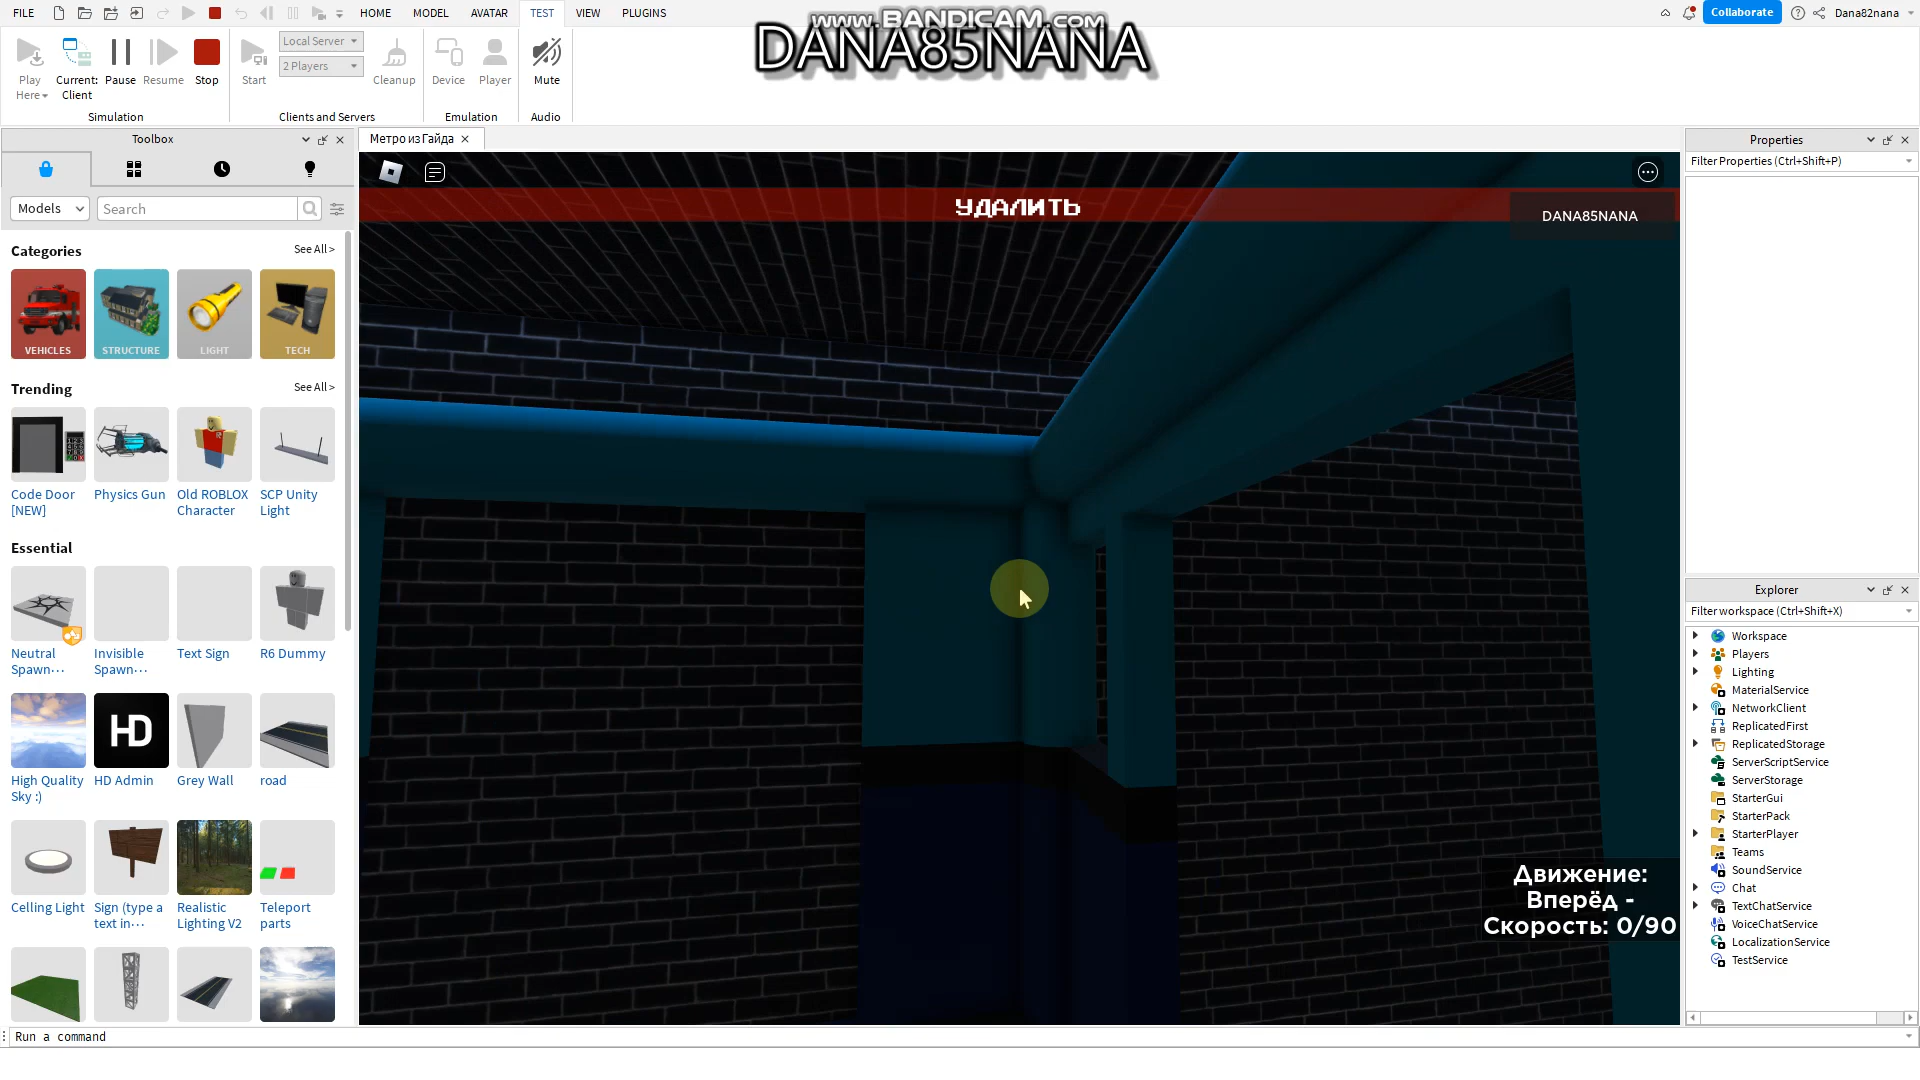 FILE HOME MODEL AVATAR TEST VIEW PLUGINS
www.BANDICAM.com
DANA85NANA
Collaborate Dana82nana
Play Here
Current: Client
Pause
Resume
Stop
Simulation
Start
Local Server
2 Players
Cleanup
Clients and Servers
Device
Player
Emulation
Mute
Audio
Toolbox
Models
Search
Categories
See All >
VEHICLES
STRUCTURE
LIGHT
TECH
Trending
See All >
Code Door [NEW]
Physics Gun
Old ROBLOX Character
SCP Unity Light
Essential
Neutral Spawn···
Invisible Spawn···
Text Sign
R6 Dummy
HD
High Quality Sky :)
HD Admin
Grey Wall
road
Celling Light
Sign (type a text in···
Realistic Lighting V2
Teleport parts
Метро из Гайда
УДАЛИТЬ
DANA85NANA
Движение:
Вперёд -
Скорость: 0/90
Properties
Filter Properties (Ctrl+Shift+P)
Explorer
Filter workspace (Ctrl+Shift+X)
Workspace
Players
Lighting
MaterialService
NetworkClient
ReplicatedFirst
ReplicatedStorage
ServerScriptService
ServerStorage
StarterGui
StarterPack
StarterPlayer
Teams
SoundService
Chat
TextChatService
VoiceChatService
LocalizationService
TestService
Run a command